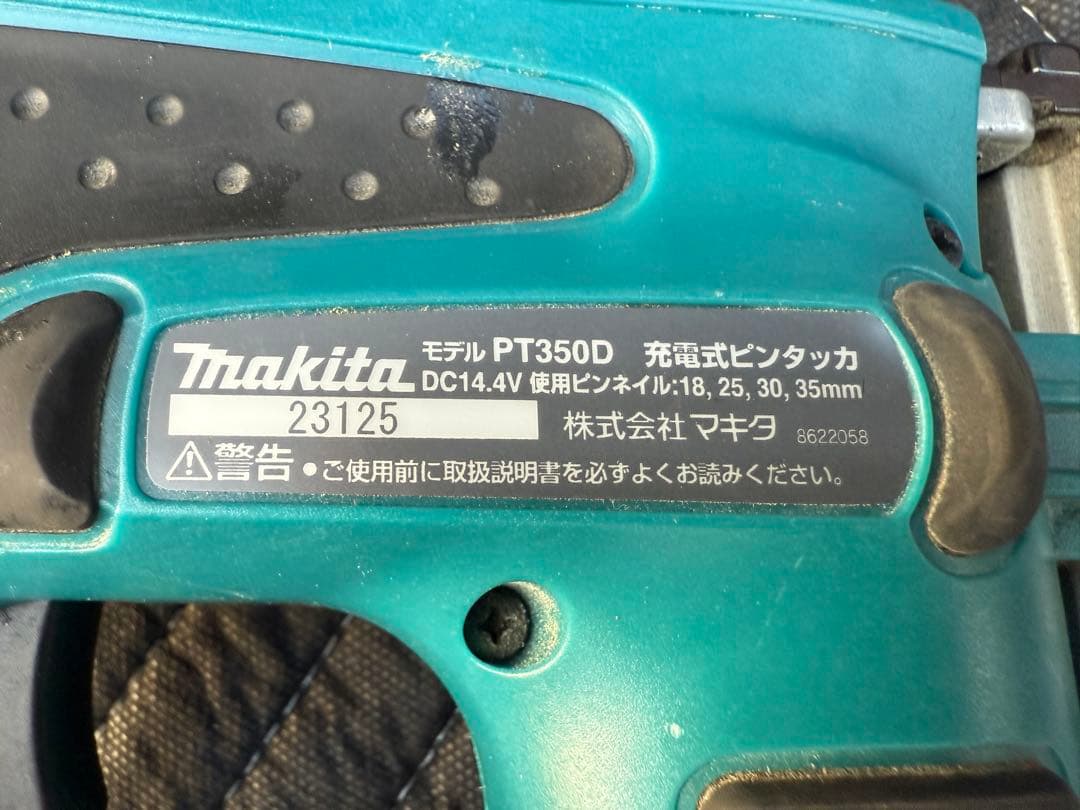 makita モデル PT350D 充電式ピンタッカ
DC14.4V 使用ピンネイル:18, 25, 30, 35mm
23125 株式会社 マキタ 8622058
警告 ●ご使用前に取扱説明書を必ずよくお読みください。